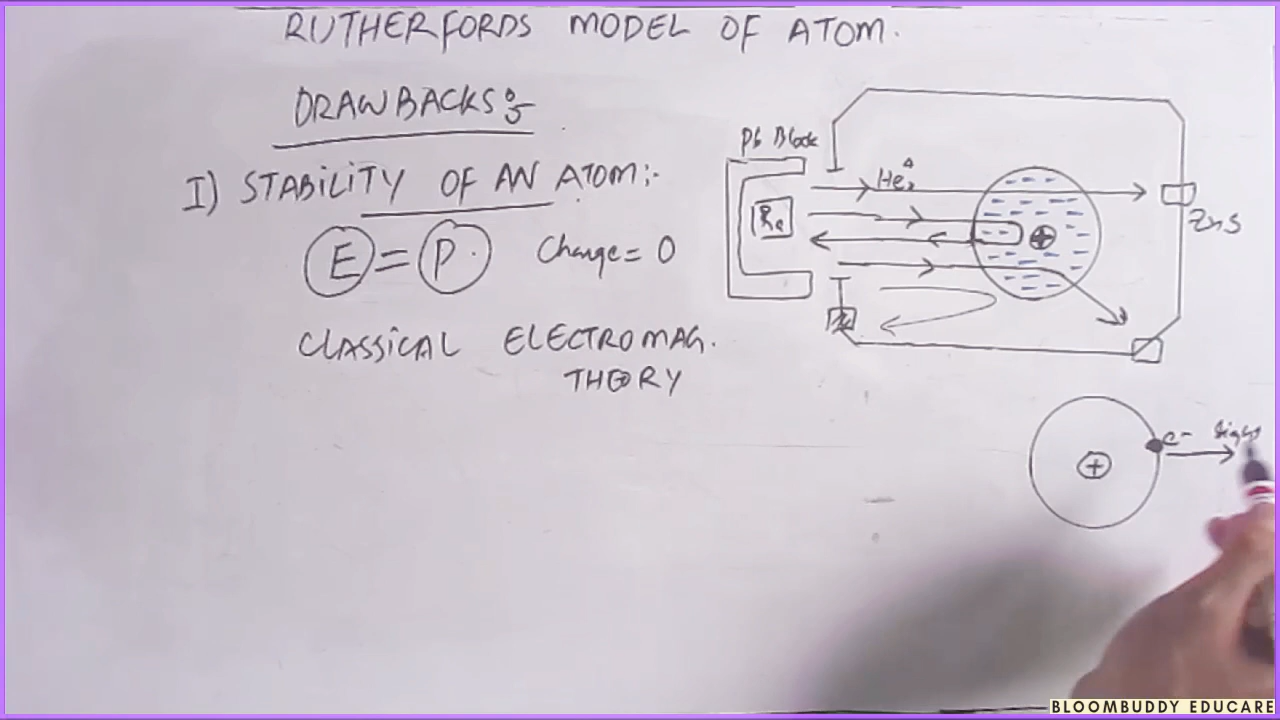 RUTHERFORDS MODEL OF ATOM.
DRAWBACKS:-
I) STABILITY OF AN ATOM:-
E = P. Charge = 0
CLASSICAL ELECTROMAG.
THEORY
Pb Block
Ra
He
ZnS
+
+
e-
BLOOMBUDDY EDUCARE